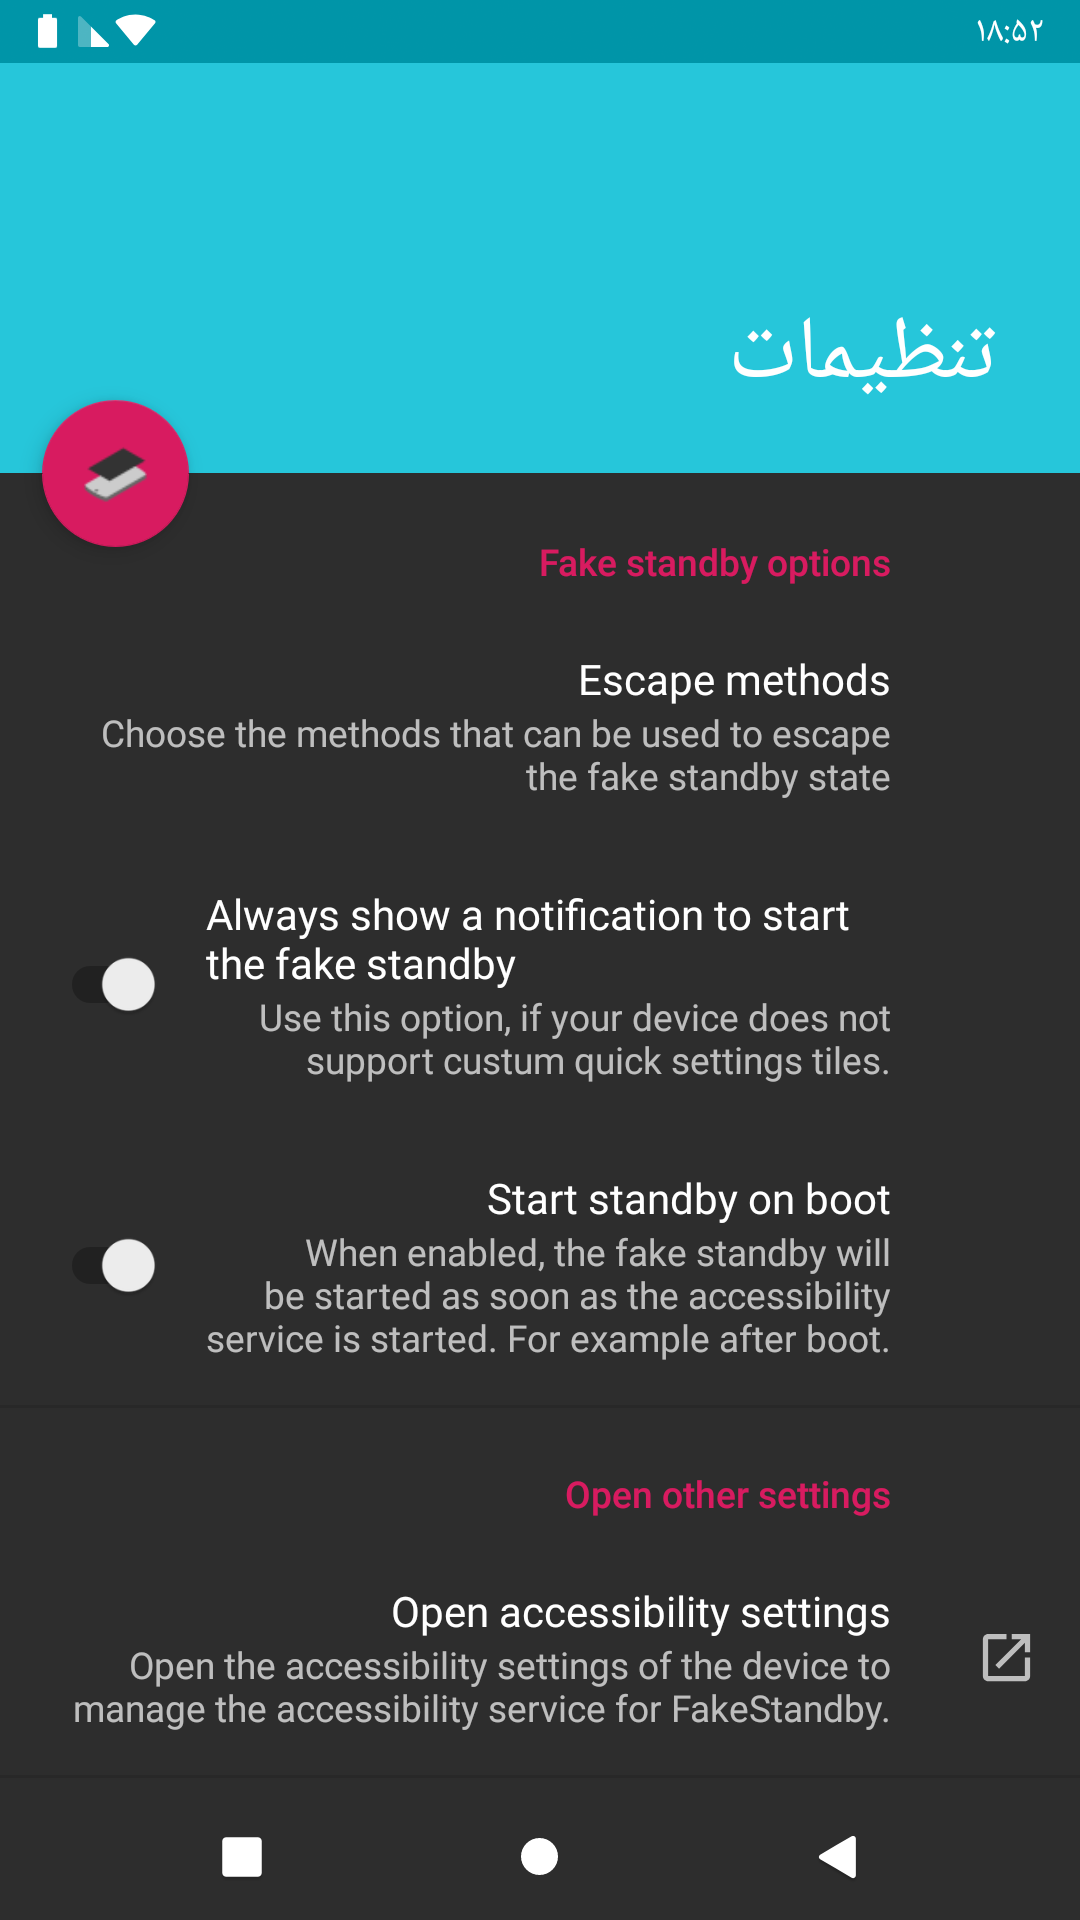 ۱۸:۵۲
تنظیمات
Fake standby options
Escape methods
Choose the methods that can be used to escape
the fake standby state
Always show a notification to start
the fake standby
Use this option, if your device does not
support custum quick settings tiles.
Start standby on boot
When enabled, the fake standby will
be started as soon as the accessibility
service is started. For example after boot.
Open other settings
Open accessibility settings
Open the accessibility settings of the device to
manage the accessibility service for FakeStandby.